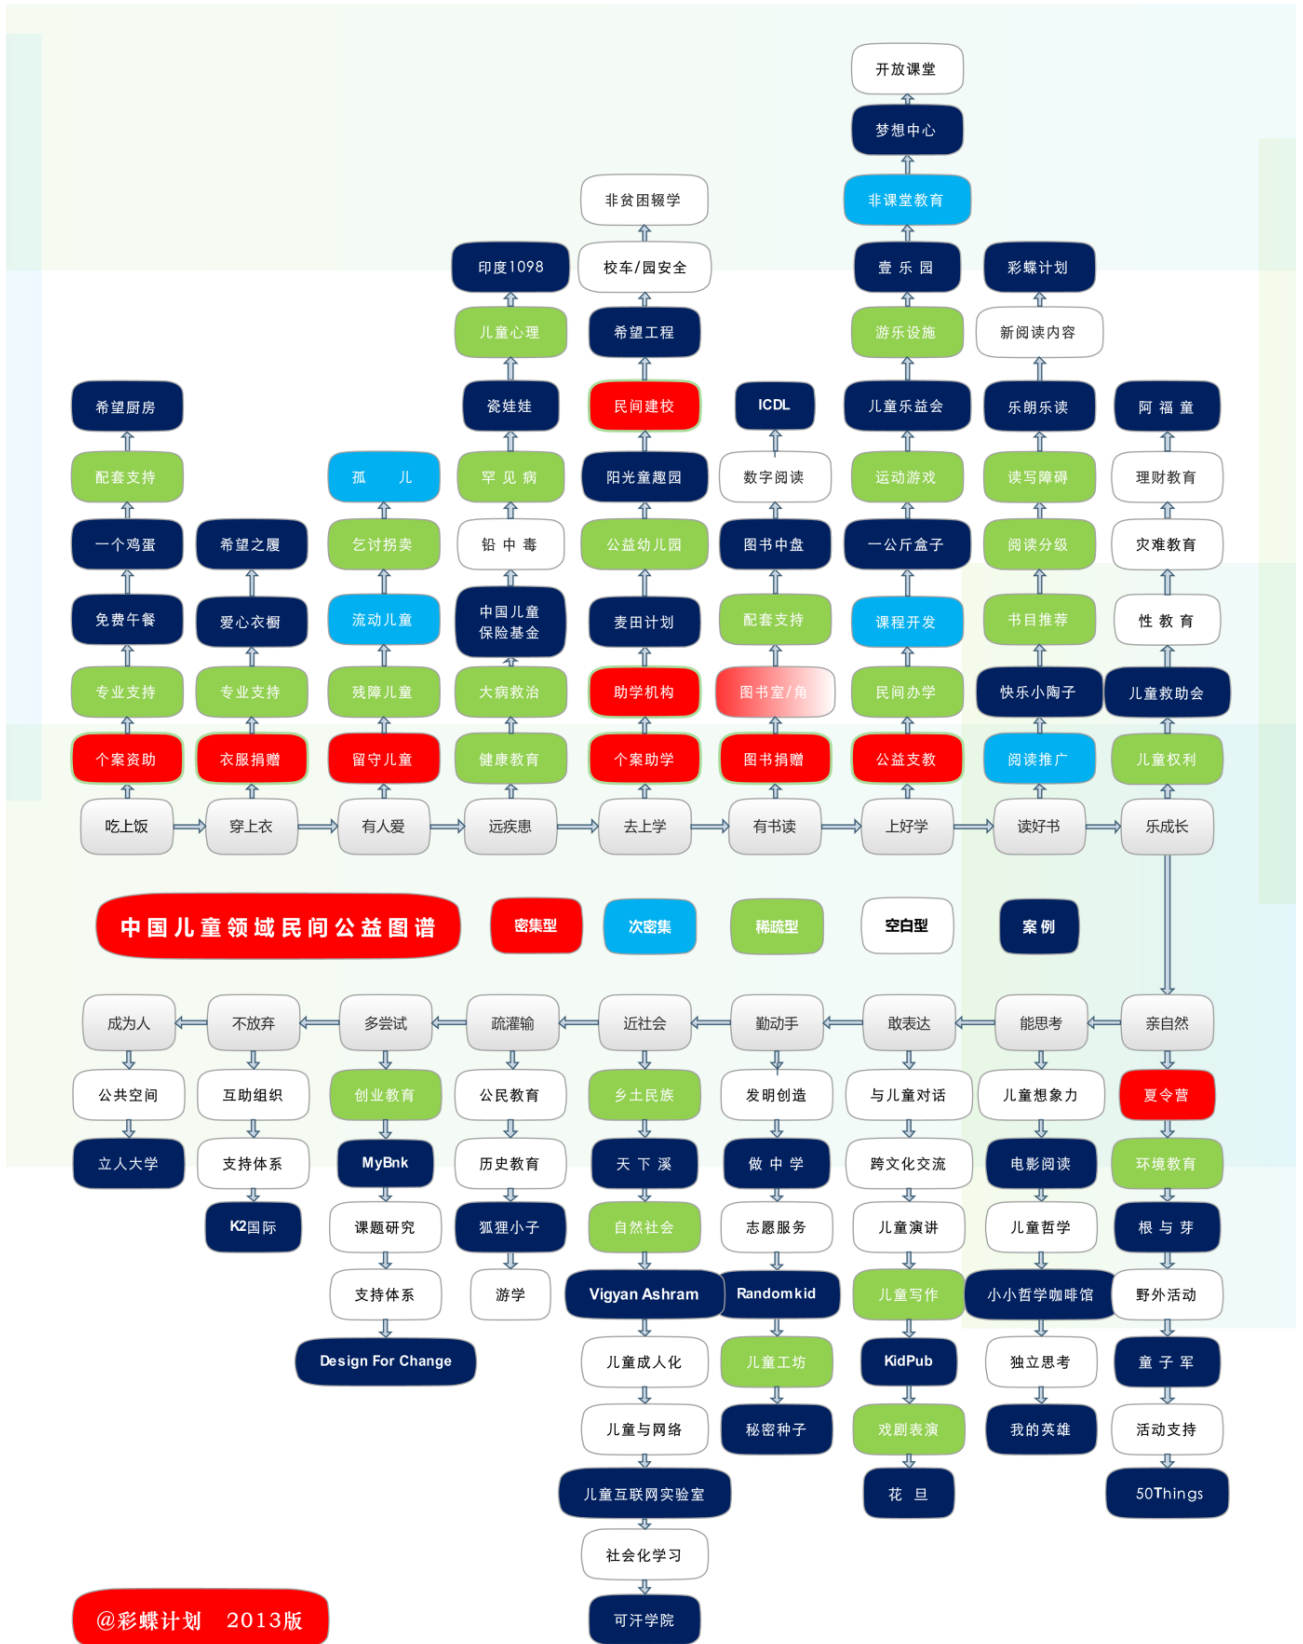 开放课堂
梦想中心
非贫困辍学
非课堂教育
印度1098
校车/园安全
壹 乐 园
彩蝶计划
儿童心理
希望工程
游乐设施
新阅读内容
希望厨房
瓷娃娃
民间建校
ICDL
儿童乐益会
乐朗乐读
阿 福 童
配套支持
孤 儿
罕 见 病
阳光童趣园
数字阅读
运动游戏
读写障碍
理财教育
一个鸡蛋
希望之履
乞讨拐卖
铅 中 毒
公益幼儿园
图书中盘
一公斤盒子
阅读分级
灾难教育
免费午餐
爱心衣橱
流动儿童
中国儿童
保险基金
麦田计划
配套支持
课程开发
书目推荐
性 教 育
专业支持
专业支持
残障儿童
大病救治
助学机构
图书室/角
民间办学
快乐小陶子
儿童救助会
个案资助
衣服捐赠
留守儿童
健康教育
个案助学
图书捐赠
公益支教
阅读推广
儿童权利
吃上饭
穿上衣
有人爱
远疾患
去上学
有书读
上好学
读好书
乐成长
中国儿童领域民间公益图谱
密集型
次密集
稀疏型
空白型
案 例
成为人
不放弃
多尝试
疏灌输
近社会
勤动手
敢表达
能思考
亲自然
公共空间
互助组织
创业教育
公民教育
乡土民族
发明创造
与儿童对话
儿童想象力
夏令营
立人大学
支持体系
MyBnk
历史教育
天 下 溪
做 中 学
跨文化交流
电影阅读
环境教育
K2国际
课题研究
狐狸小子
自然社会
志愿服务
儿童演讲
儿童哲学
根 与 芽
支持体系
游学
Vigyan Ashram
Randomkid
儿童写作
小小哲学咖啡馆
野外活动
Design For Change
儿童成人化
儿童工坊
KidPub
独立思考
童 子 军
儿童与网络
秘密种子
戏剧表演
我的英雄
活动支持
儿童互联网实验室
花 旦
50Things
社会化学习
可汗学院
@彩蝶计划 2013版